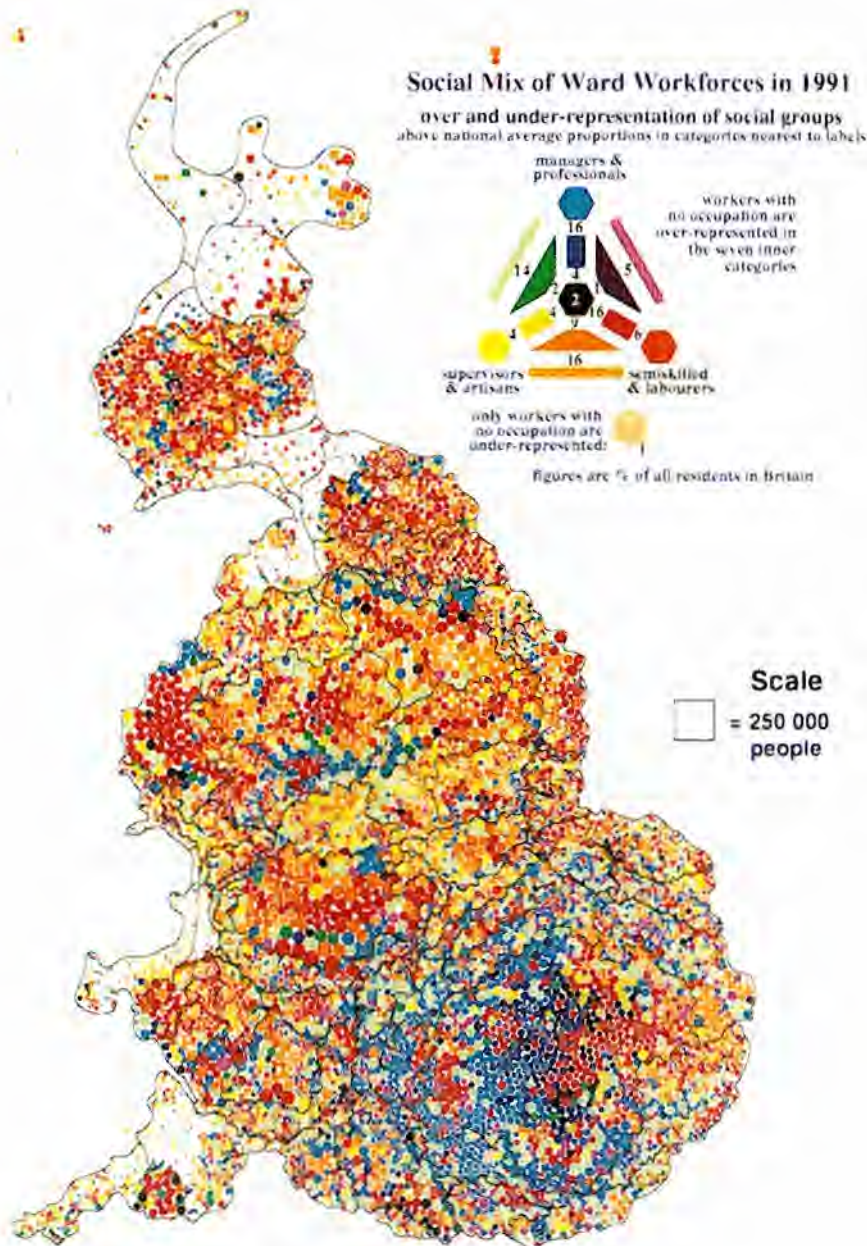 Social Mix of Ward Workforces in 1991
over and under-representation of social groups
above national average proportions in categories nearest to labels
managers &
professionals
workers with
no occupation are
over-represented in
the seven inner
categories
16
4
14
2
1
5
2
4
16
4
9
6
16
supervisors
& artisans
semiskilled
& labourers
only workers with
no occupation are
under-represented:
1
figures are % of all residents in Britain
Scale
= 250 000
people